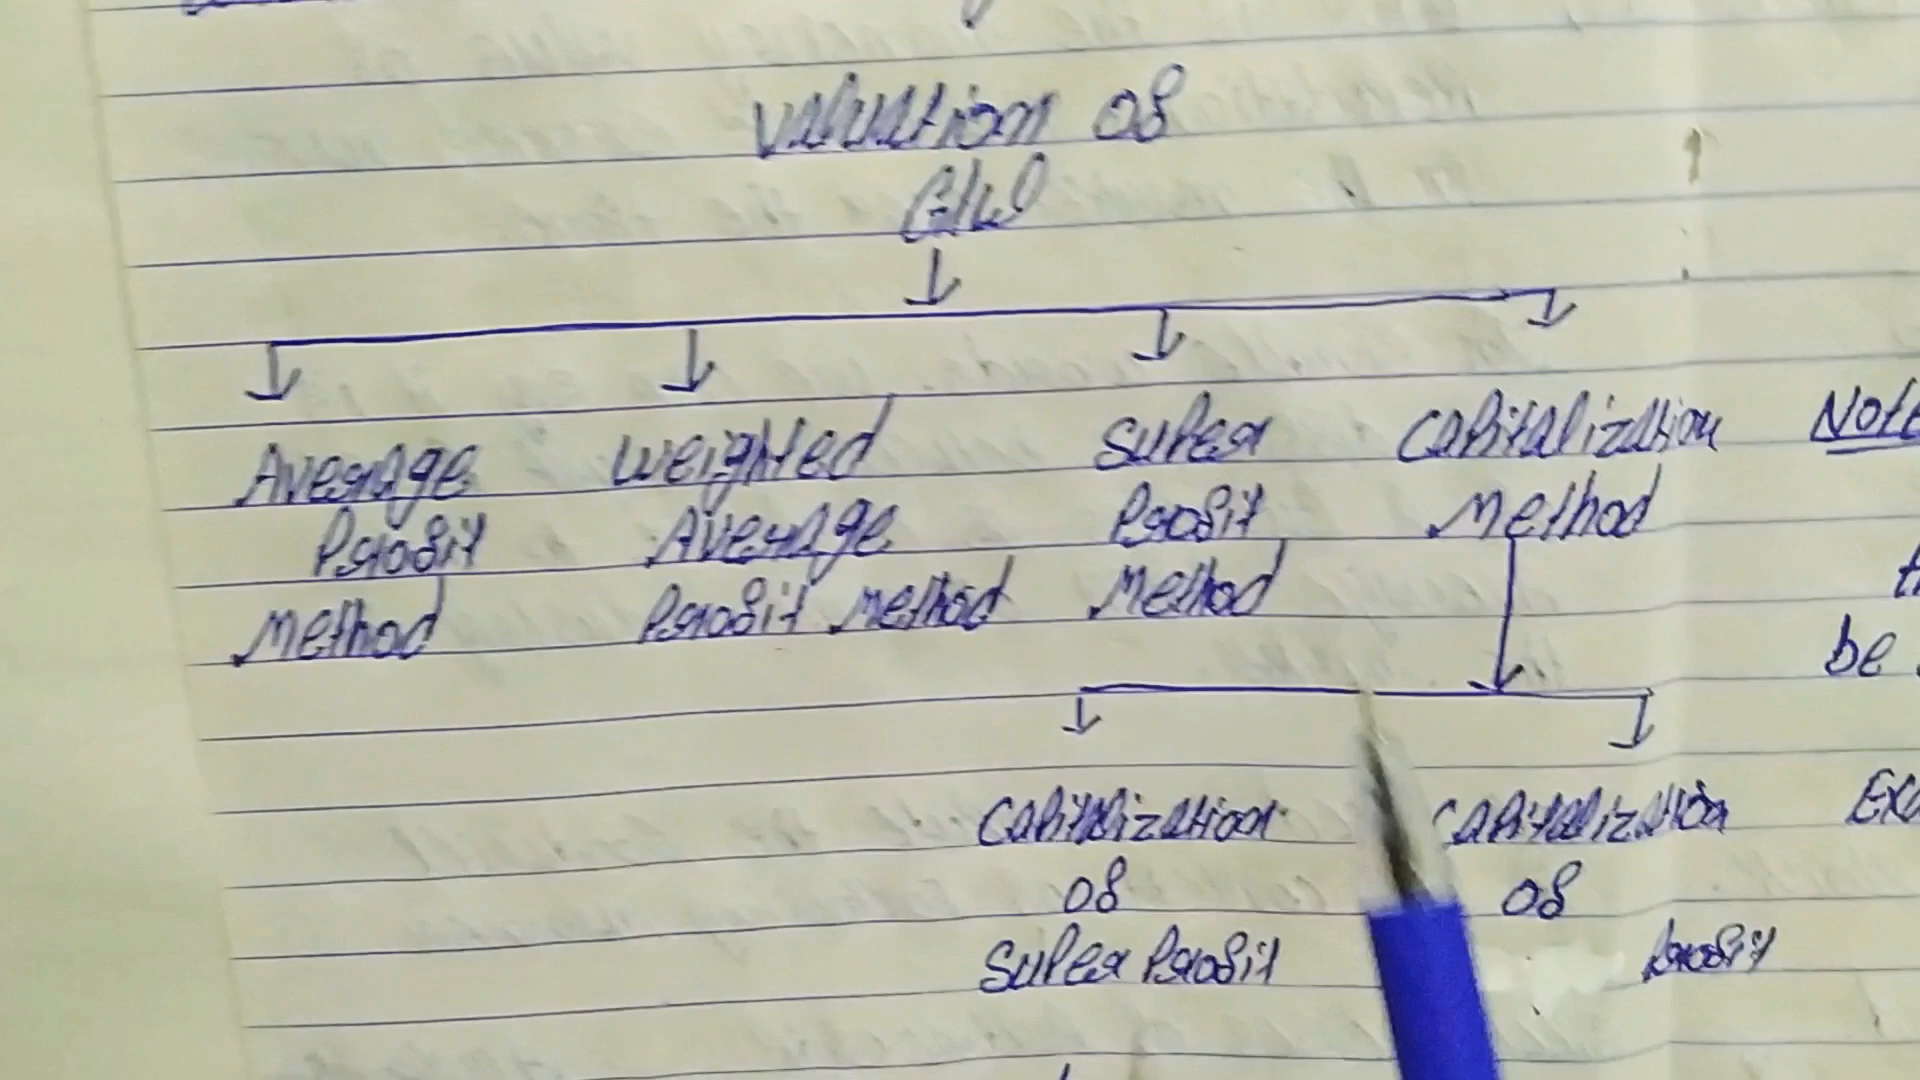 Valuation of
G/W
Average
Profit
Method
Weighted
Average
Profit Method
Super
Profit
Method
Capitalization
Method
Capitalization
of
Super Profit
Capitalization
of
Profit
Note
be